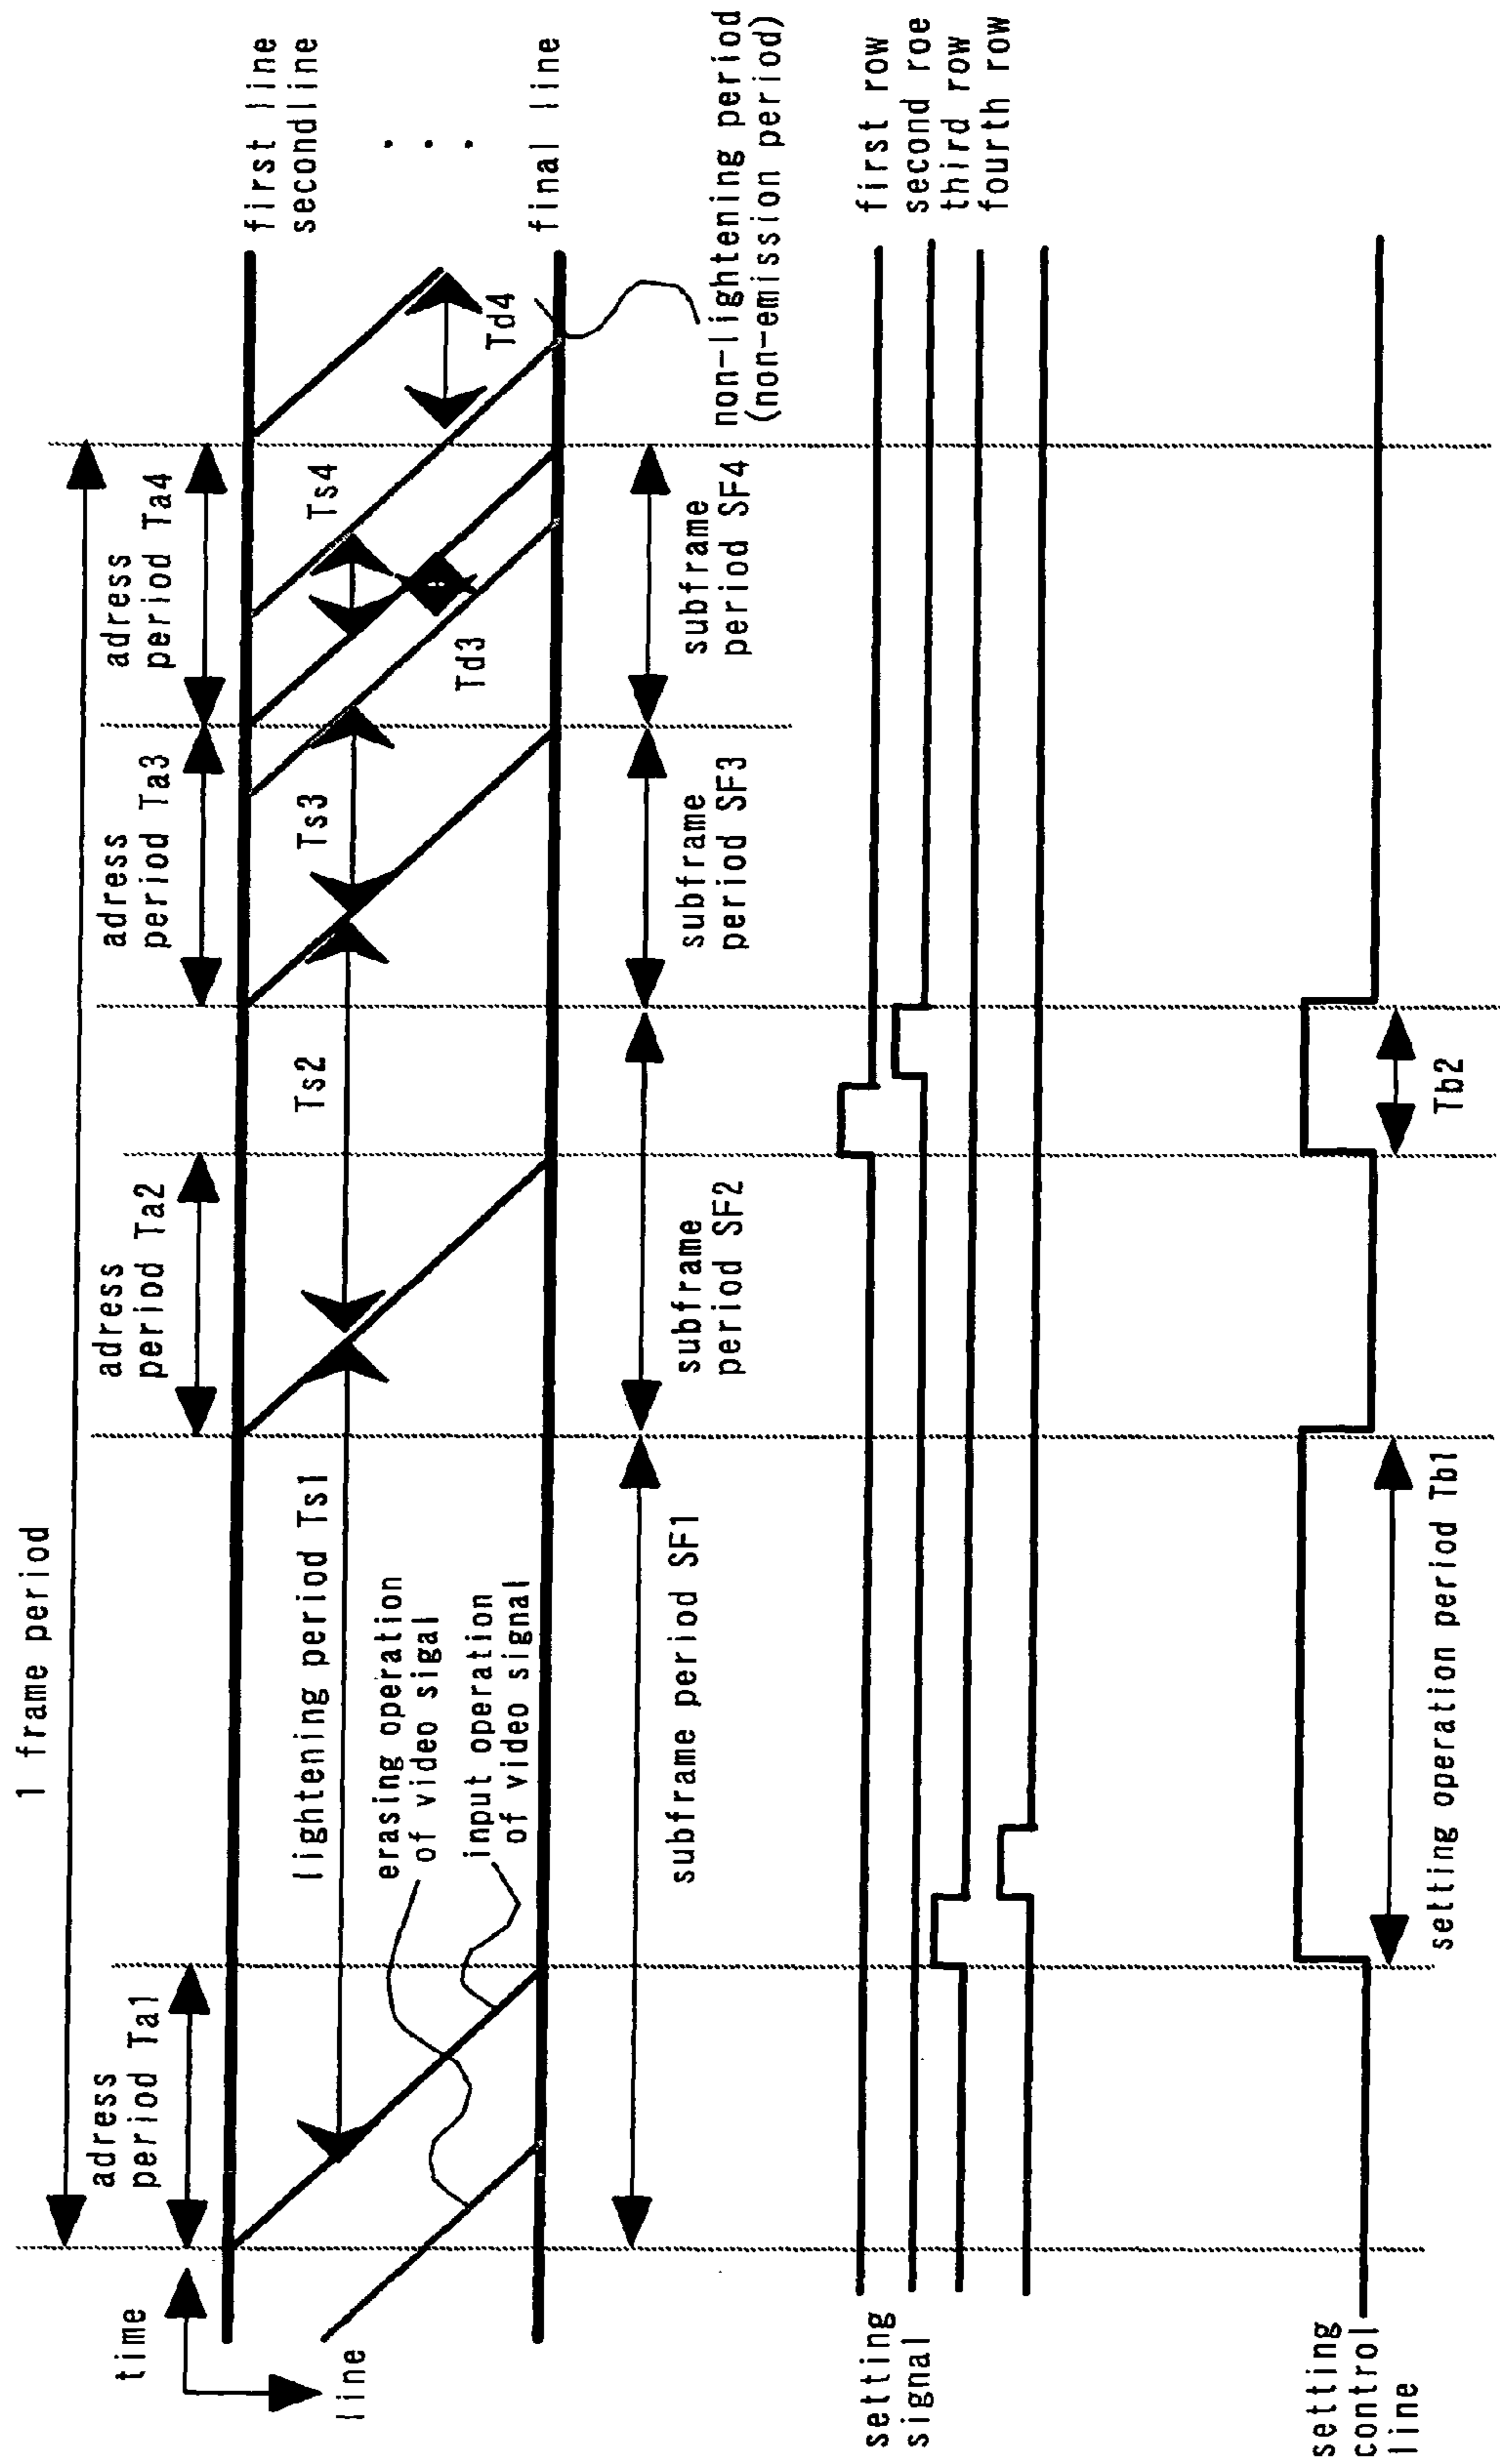 1 frame period
time
line
adress
period Ta1
adress
period Ta2
adress
period Ta3
adress
period Ta4
first line
secondline
final line
lightening period Ts1
Ts2
Ts3
Ts4
erasing operation
of video sigal
input operation
of video signal
Td3
Td4
non-lightening period
(non-emission period)
subframe period SF1
subframe
period SF2
subframe
period SF3
subframe
period SF4
setting
signal
first row
second roe
third row
fourth row
setting
control
line
setting operation period Tb1
Tb2